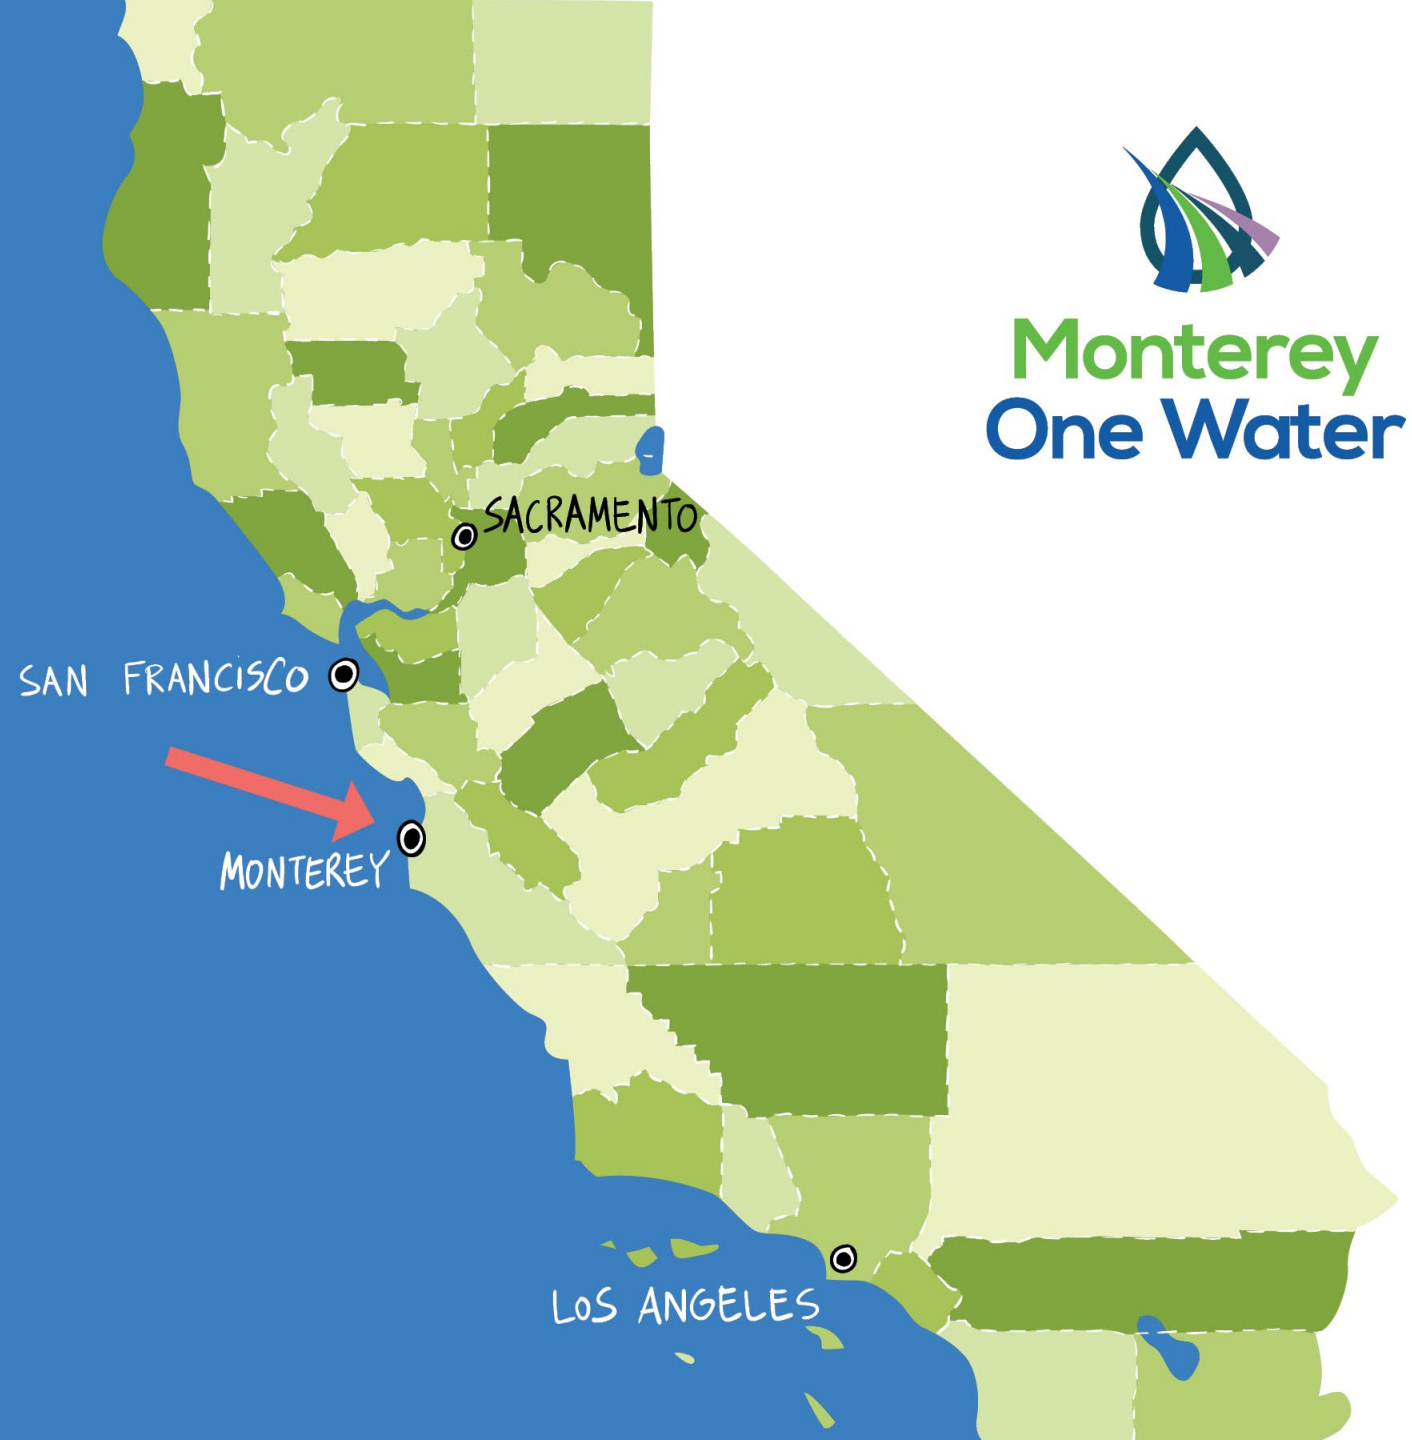 Monterey
One Water
SACRAMENTO
SAN FRANCiSCO
MONTEREY
LOS ANGELES